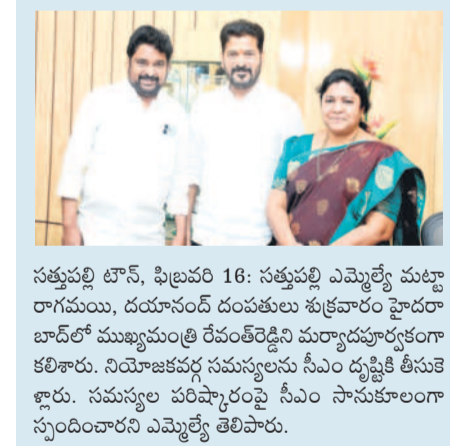 సత్తుపల్లి టౌన్, ఫిబ్రవరి 16: సత్తుపల్లి ఎమ్మెల్యే మట్టా
రాగమయి, దయానంద్ దంపతులు శుక్రవారం హైదరా
బాద్‌లో ముఖ్యమంత్రి రేవంత్‌రెడ్డిని మర్యాదపూర్వకంగా
కలిశారు. నియోజకవర్గ సమస్యలను సీఎం దృష్టికి తీసుకె
ళ్లారు. సమస్యల పరిష్కారంపై సీఎం సానుకూలంగా
స్పందించారని ఎమ్మెల్యే తెలిపారు.